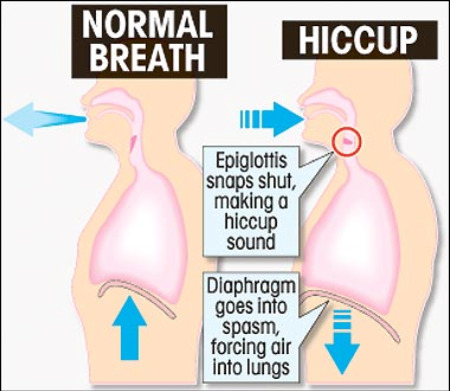 NORMAL
BREATH
HICCUP
Epiglottis
snaps shut,
making a
hiccup
sound
Diaphragm
goes into
spasm,
forcing air
into lungs